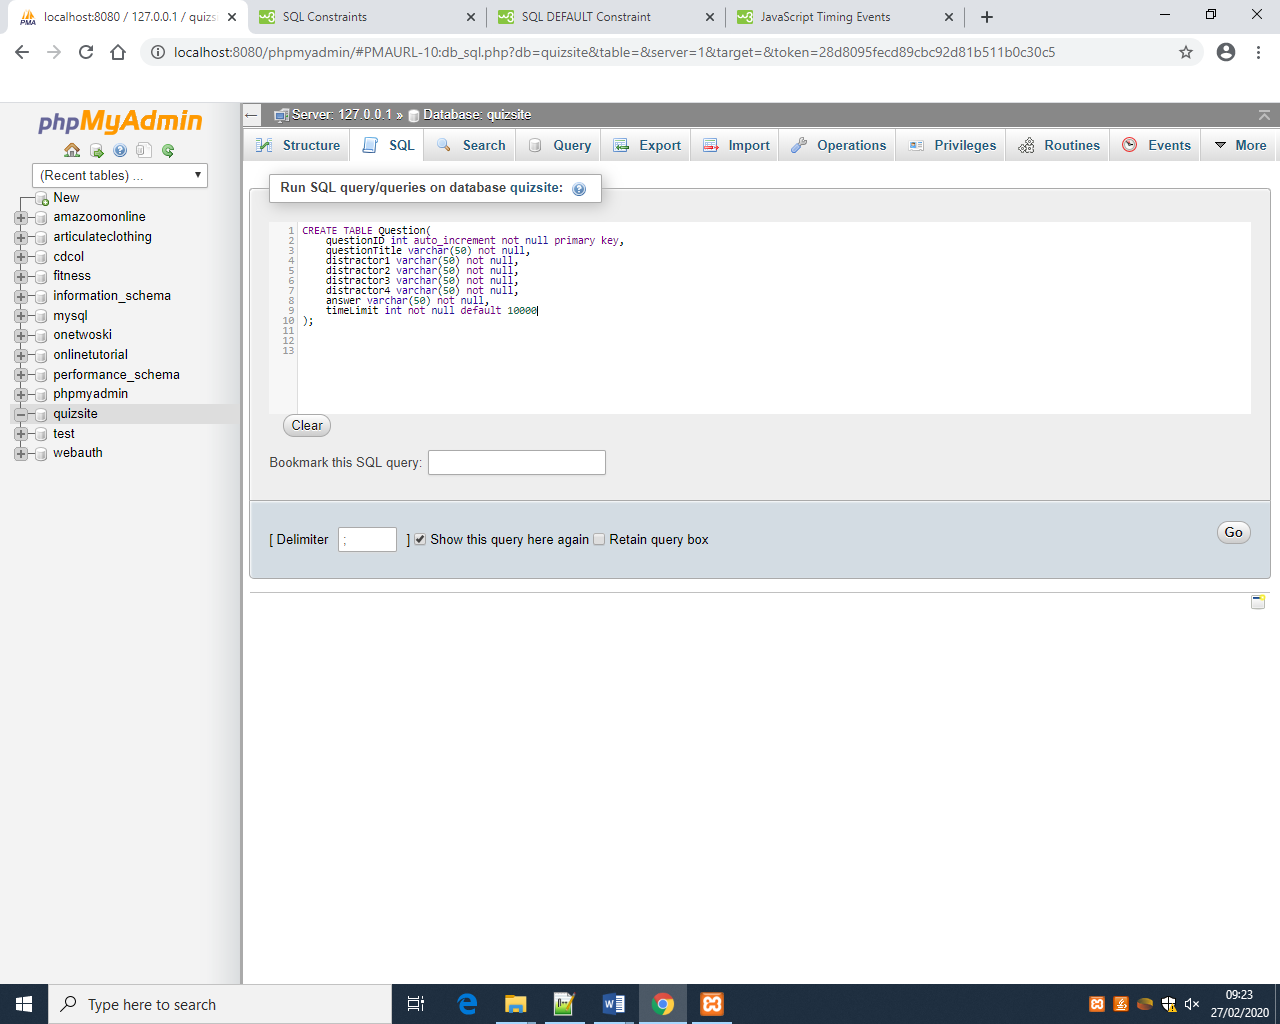 localhost:8080 / 127.0.0.1 / quizs
SQL Constraints
SQL DEFAULT Constraint
JavaScript Timing Events
localhost:8080/phpmyadmin/#PMAURL-10:db_sql.php?db=quizsite&table=&server=1&target=&token=28d8095fecd89cbc92d81b511b0c30c5
phpMyAdmin
(Recent tables) ...
New
amazoomonline
articulateclothing
cdcol
fitness
information_schema
mysql
onetwoski
onlinetutorial
performance_schema
phpmyadmin
quizsite
test
webauth
Server: 127.0.0.1 » Database: quizsite
Structure SQL Search Query Export Import Operations Privileges Routines Events More
Run SQL query/queries on database quizsite:
1 CREATE TABLE Question(
2 questionID int auto_increment not null primary key,
3 questionTitle varchar(50) not null,
4 distractor1 varchar(50) not null,
5 distractor2 varchar(50) not null,
6 distractor3 varchar(50) not null,
7 distractor4 varchar(50) not null,
8 answer varchar(50) not null,
9 timeLimit int not null default 10000
10 );
11
12
13
Clear
Bookmark this SQL query:
[ Delimiter ; ] Show this query here again Retain query box
Go
Type here to search
09:23
27/02/2020